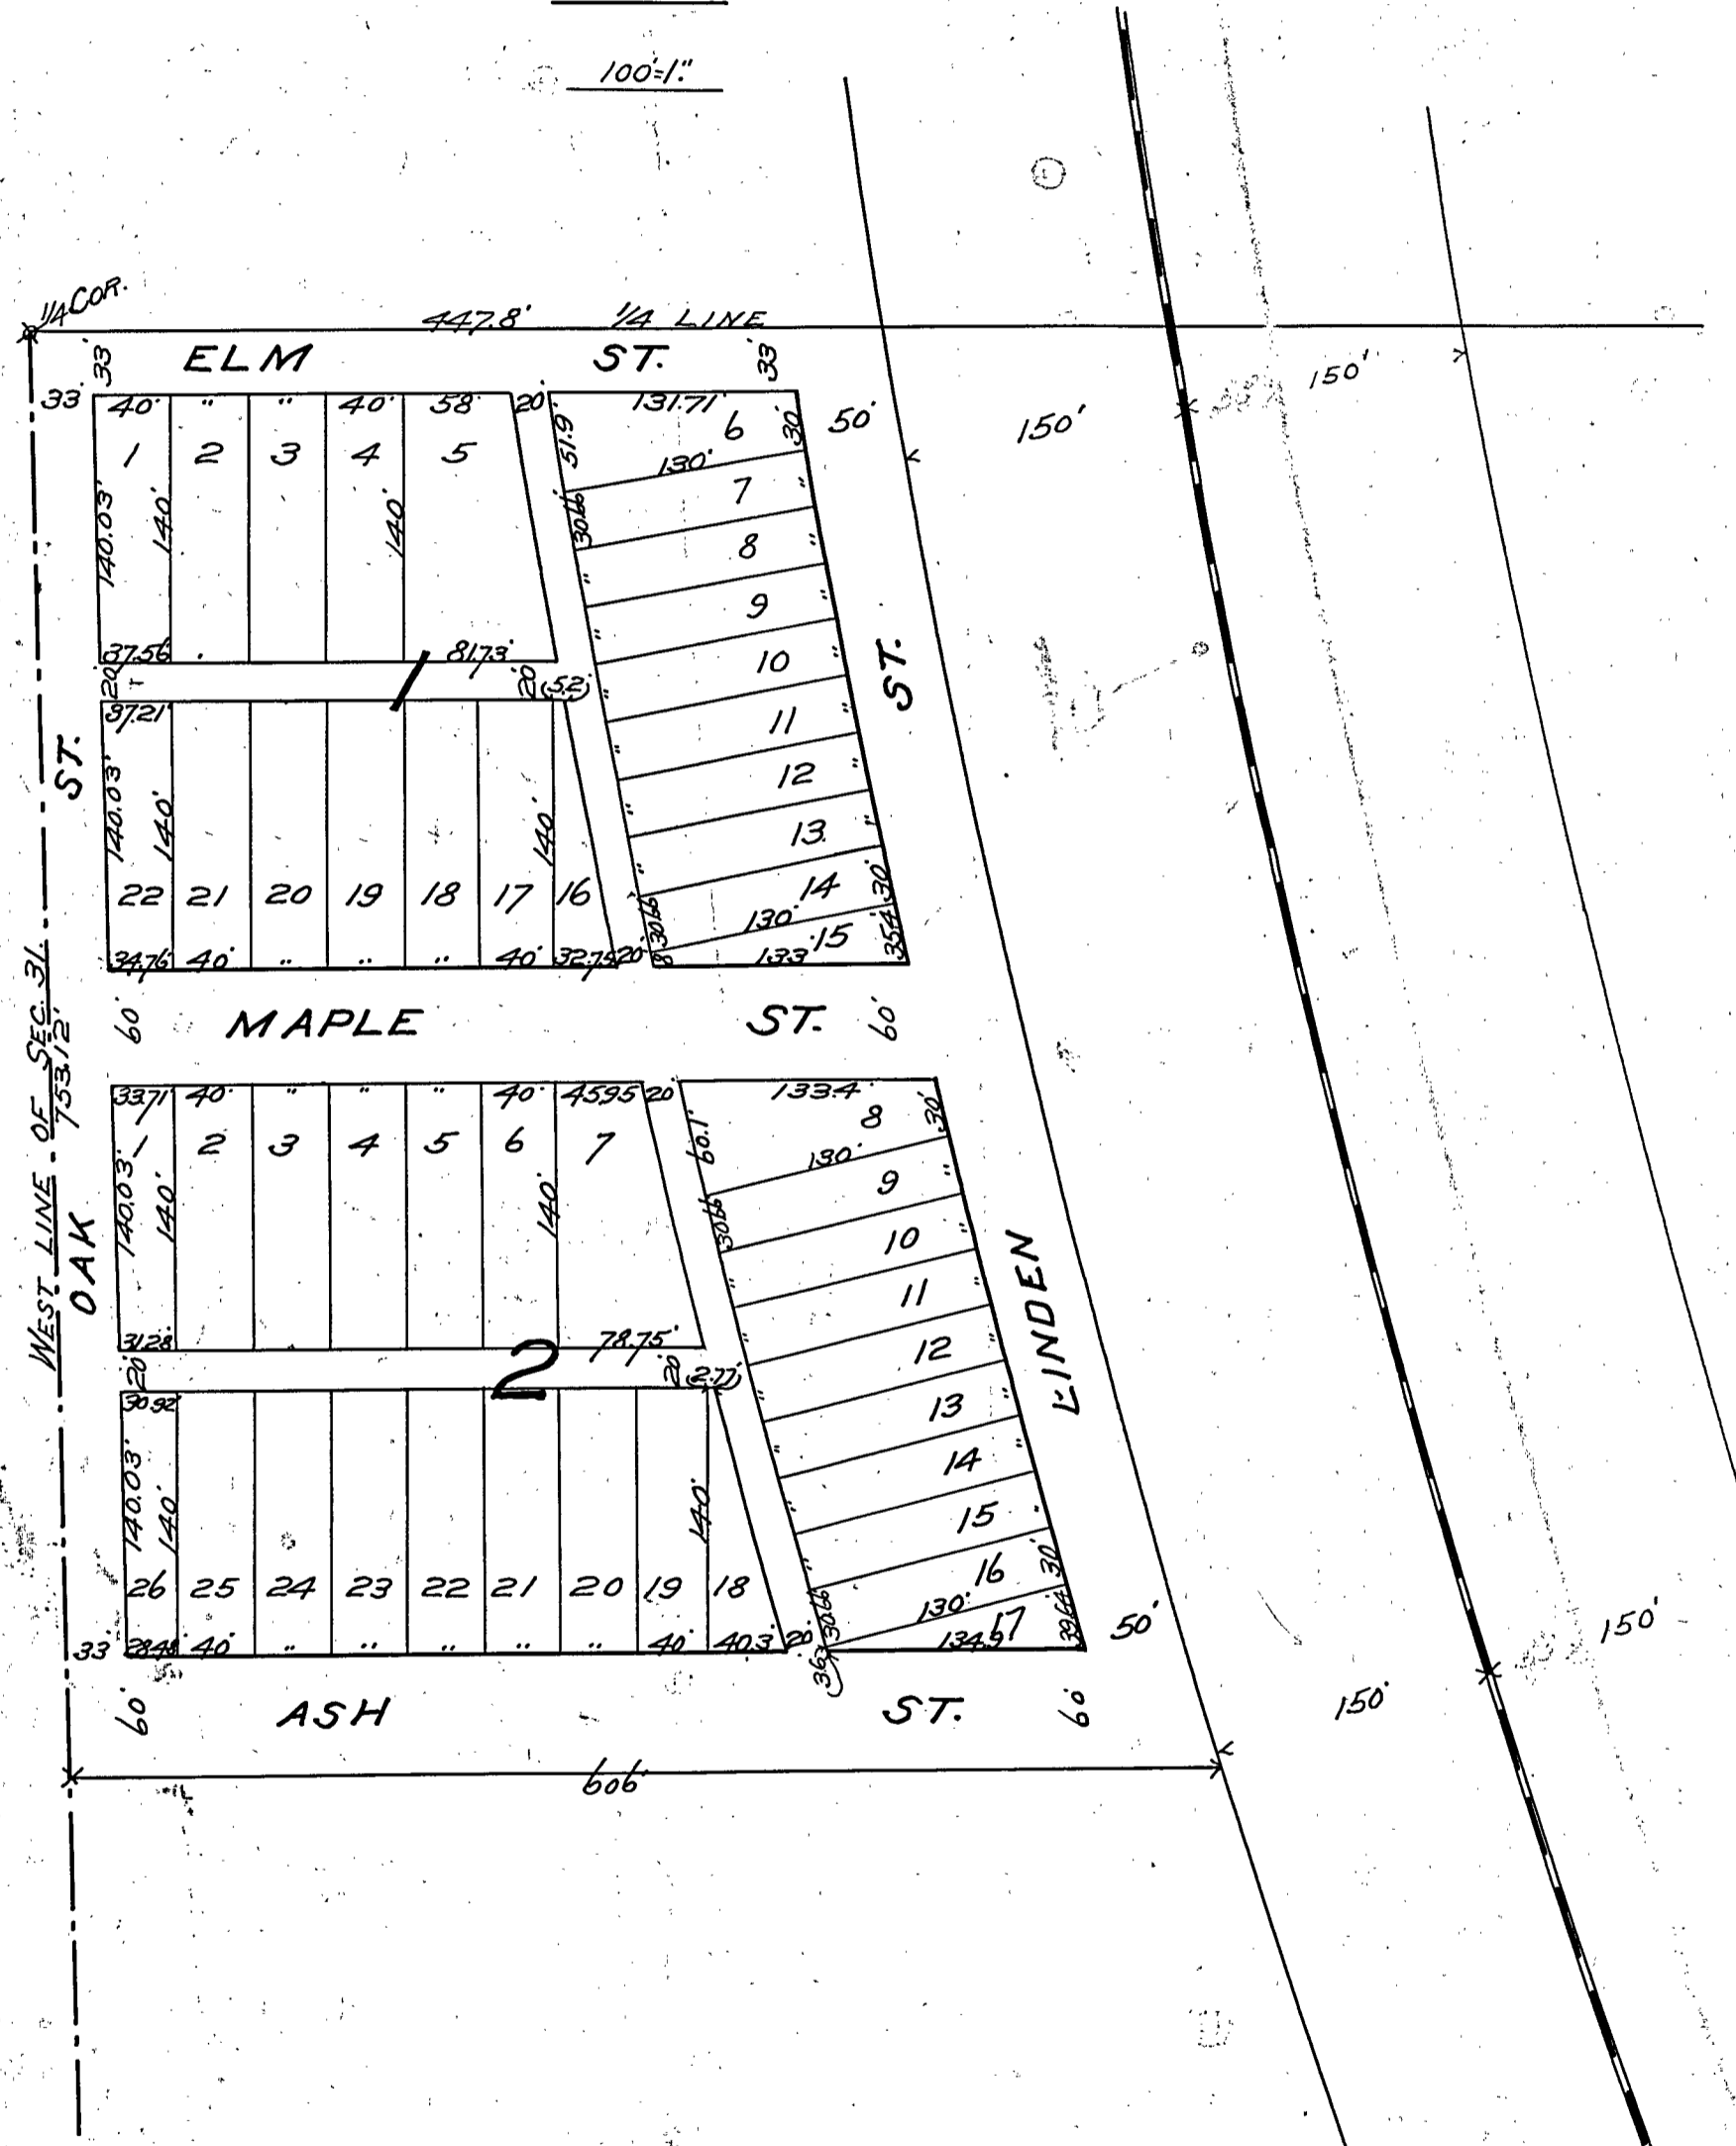 100'=1".
1/4 COR.
447.8' 1/4 LINE
33' ELM ST. 33'
33' 40' " " 40' 58' 20' 131.71' 50' 150' 150'
1 2 3 4 5 51.9' 6 30'
130'
7 "
140.03' 140' 140' 30.66' 8 "
" 9 "
37.56 81.73' " 10 "
20' 1 20' (5.2)
37.21' " 11 "
" 12 "
140.03' 140' 140' " 13 "
22 21 20 19 18 17 16 " 14 30'
30.66' 130' 15 35.4'
34.76' 40' " " " 40' 32.75' 20' 8' 133'
OAK ST.
WEST LINE OF SEC. 31.
753.12'
60' MAPLE ST. 60'
33.71' 40' " " " 40' 45.95 20' 133.4'
1 2 3 4 5 6 7 60.1' 8 30'
130'
140.03' 140' 140' 30.66' 9 "
10 "
" 11 "
31.28' 78.75' " 12
20' 2 20' (2.77)
30.92' " 13 "
" 14 "
140.03' 140' 140' " 15 "
26 25 24 23 22 21 20 19 18 " 16 30'
30.66' 130' 17 39.64'
33' 28.48' 40' " " " " " 40' 40.3' 20' 3.63 134.9' 50' 150'
LINDEN ST.
60' ASH ST. 60' 150'
606'